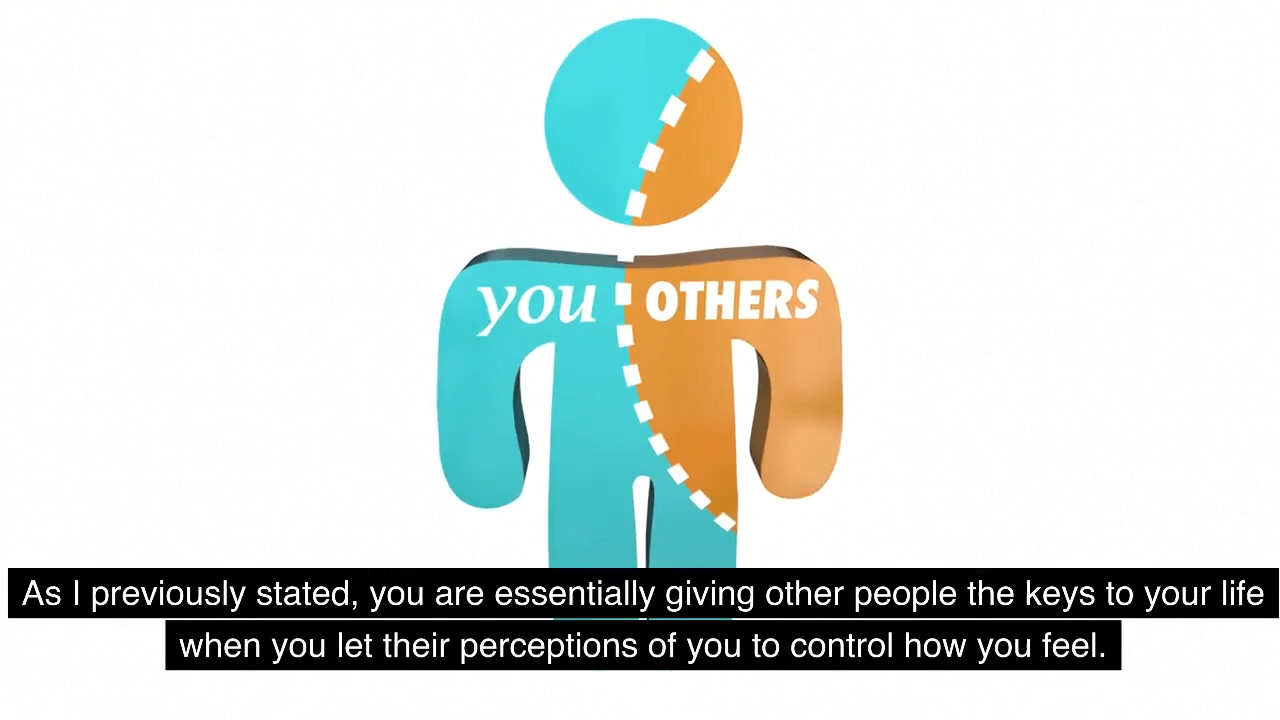 you OTHERS
As I previously stated, you are essentially giving other people the keys to your life
when you let their perceptions of you to control how you feel.